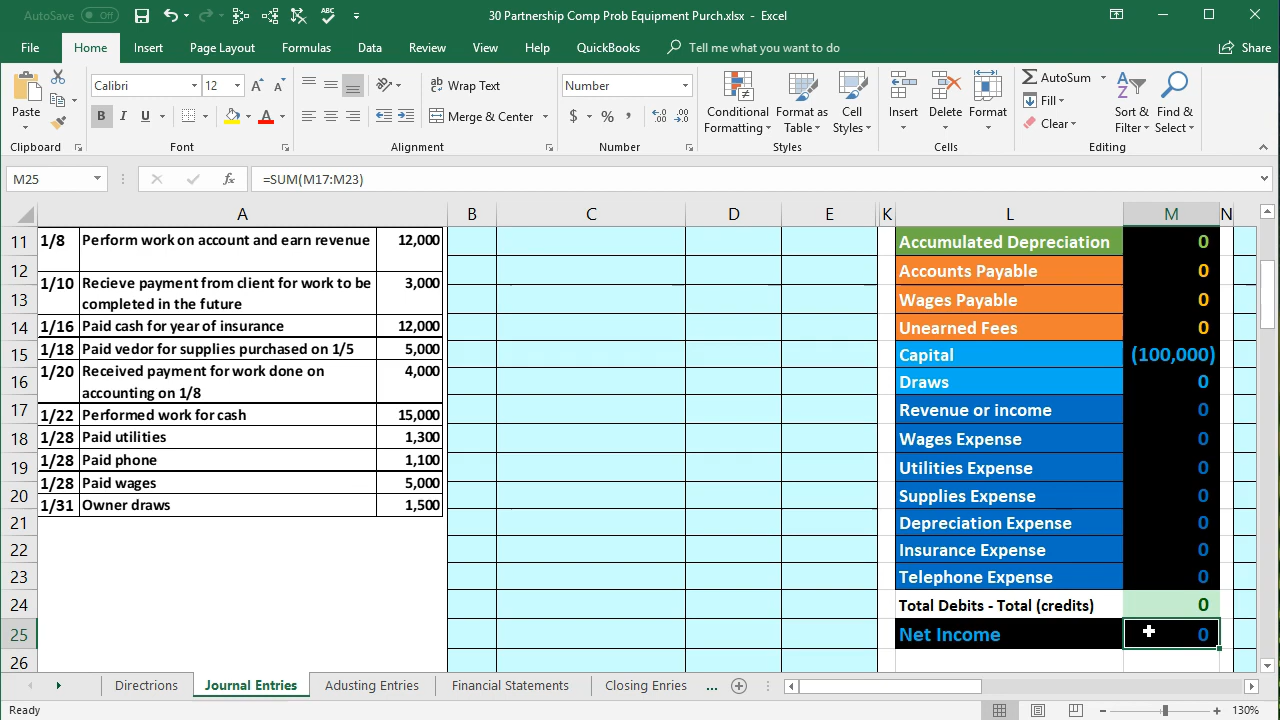 AutoSave Off 30 Partnership Comp Prob Equipment Purch.xlsx - Excel
File Home Insert Page Layout Formulas Data Review View Help QuickBooks Tell me what you want to do Share
Paste
Calibri 12
B I U
Wrap Text
Merge & Center
Number
$ % ,
Conditional Formatting
Format as Table
Cell Styles
Insert Delete Format
AutoSum
Fill
Clear
Sort & Filter
Find & Select
Clipboard Font Alignment Number Styles Cells Editing
M25 fx =SUM(M17:M23)
A B C D E K L M N
11 1/8 Perform work on account and earn revenue 12,000 Accumulated Depreciation 0
12 Accounts Payable 0
13 1/10 Recieve payment from client for work to be completed in the future 3,000 Wages Payable 0
14 1/16 Paid cash for year of insurance 12,000 Unearned Fees 0
15 1/18 Paid vedor for supplies purchased on 1/5 5,000 Capital (100,000)
16 1/20 Received payment for work done on accounting on 1/8 4,000 Draws 0
17 1/22 Performed work for cash 15,000 Revenue or income 0
18 1/28 Paid utilities 1,300 Wages Expense 0
19 1/28 Paid phone 1,100 Utilities Expense 0
20 1/28 Paid wages 5,000 Supplies Expense 0
21 1/31 Owner draws 1,500 Depreciation Expense 0
22 Insurance Expense 0
23 Telephone Expense 0
24 Total Debits - Total (credits) 0
25 Net Income 0
26
Directions Journal Entries Adusting Entries Financial Statements Closing Enries ...
Ready 130%